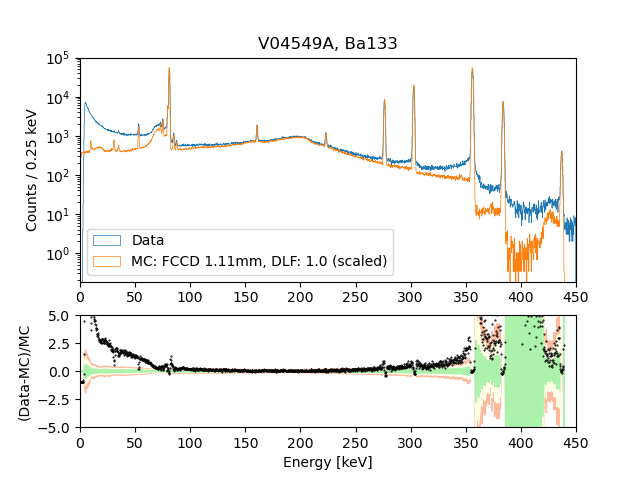 V04549A, Ba133
Counts / 0.25 keV
10^5
10^4
10^3
10^2
10^1
10^0
Data
MC: FCCD 1.11mm, DLF: 1.0 (scaled)
0 50 100 150 200 250 300 350 400 450
(Data-MC)/MC
5.0
2.5
0.0
−2.5
−5.0
0 50 100 150 200 250 300 350 400 450
Energy [keV]